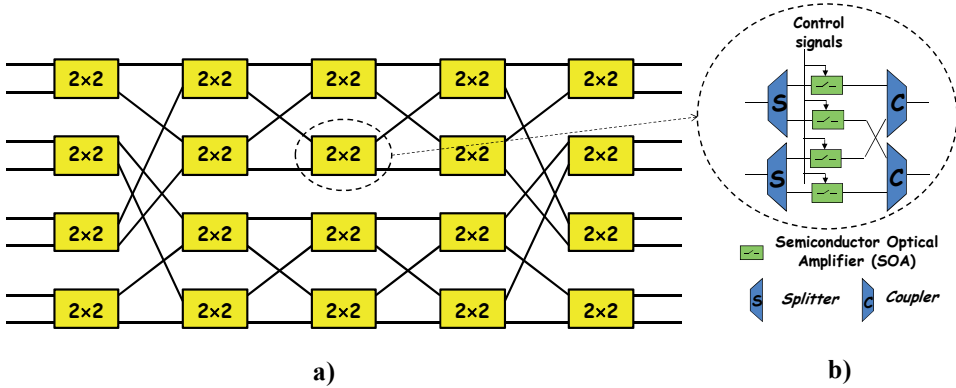 2×2 2×2 2×2 2×2 2×2
2×2 2×2 2×2 2×2 2×2
2×2 2×2 2×2 2×2 2×2
2×2 2×2 2×2 2×2 2×2
a)
Control
signals
S
C
S
C
Semiconductor Optical
Amplifier (SOA)
S Splitter
C Coupler
b)